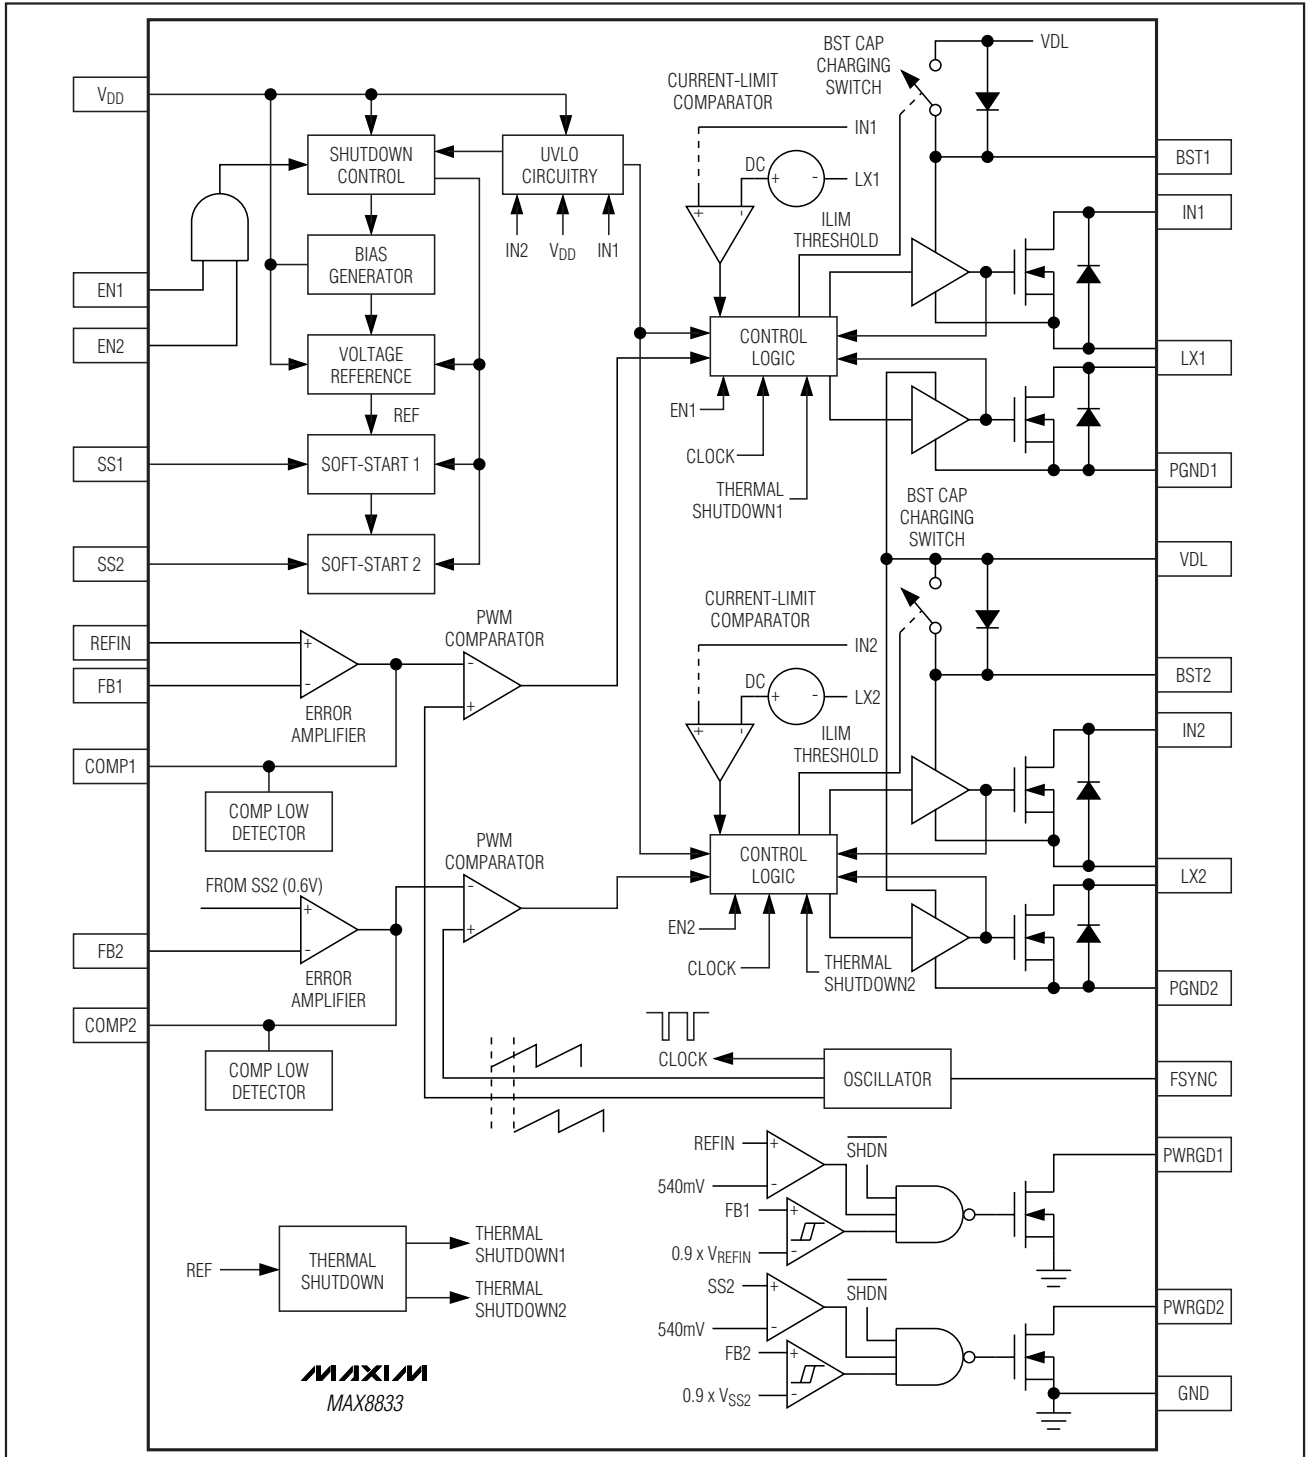 VDD
EN1
EN2
SS1
SS2
REFIN
FB1
COMP1
FB2
COMP2
SHUTDOWN
CONTROL
UVLO
CIRCUITRY
IN2
VDD
IN1
BIAS
GENERATOR
VOLTAGE
REFERENCE
REF
SOFT-START 1
SOFT-START 2
+
-
ERROR
AMPLIFIER
PWM
COMPARATOR
-
+
COMP LOW
DETECTOR
FROM SS2 (0.6V)
+
-
ERROR
AMPLIFIER
PWM
COMPARATOR
-
+
COMP LOW
DETECTOR
REF
THERMAL
SHUTDOWN
THERMAL
SHUTDOWN1
THERMAL
SHUTDOWN2
MAXIM
MAX8833
CURRENT-LIMIT
COMPARATOR
IN1
DC
+
-
LX1
+
-
ILIM
THRESHOLD
BST CAP
CHARGING
SWITCH
VDL
CONTROL
LOGIC
EN1
CLOCK
THERMAL
SHUTDOWN1
BST CAP
CHARGING
SWITCH
CURRENT-LIMIT
COMPARATOR
IN2
DC
+
-
LX2
+
-
ILIM
THRESHOLD
CONTROL
LOGIC
EN2
CLOCK
THERMAL
SHUTDOWN2
CLOCK
OSCILLATOR
REFIN
+
540mV
-
SHDN
FB1
+
0.9 x VREFIN
-
SS2
+
540mV
-
SHDN
FB2
+
0.9 x VSS2
-
BST1
IN1
LX1
PGND1
VDL
BST2
IN2
LX2
PGND2
FSYNC
PWRGD1
PWRGD2
GND